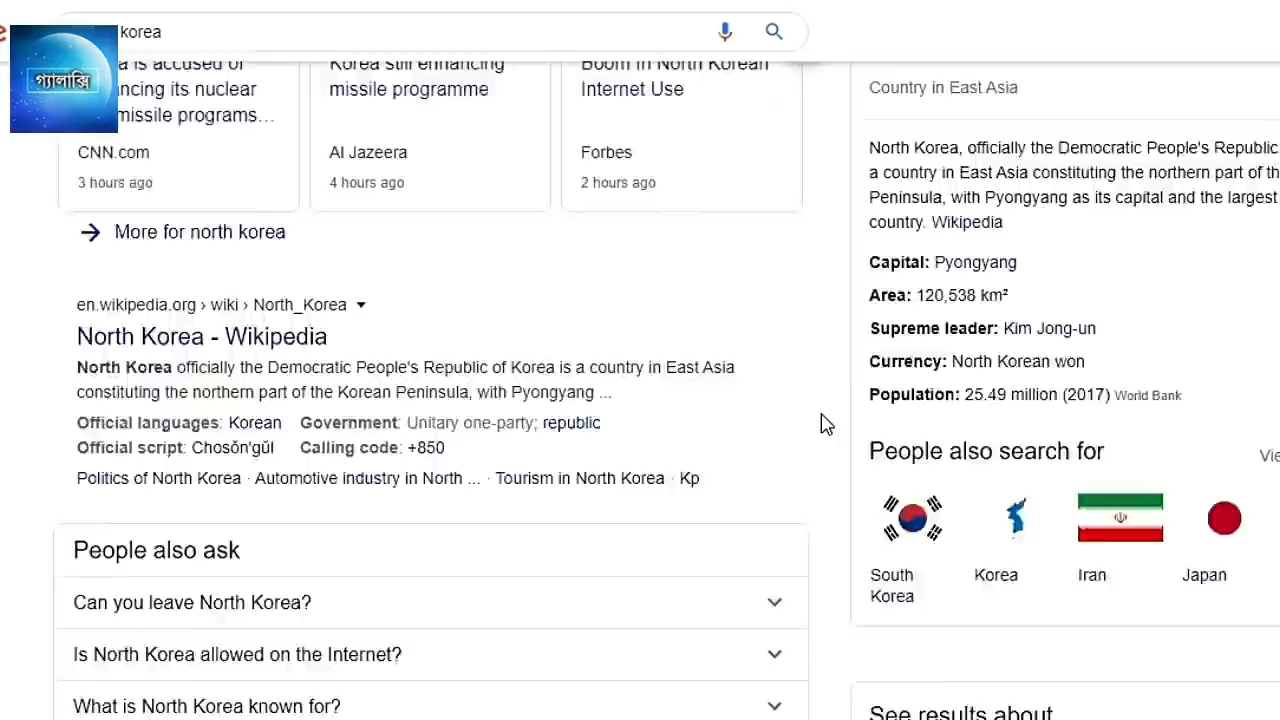 korea
গ্যালাক্সি
a is accused of
ncing its nuclear
missile programs...
CNN.com
3 hours ago
Korea still enhancing
missile programme
Al Jazeera
4 hours ago
Boom in North Korean
Internet Use
Forbes
2 hours ago
More for north korea
en.wikipedia.org › wiki › North_Korea
North Korea - Wikipedia
North Korea officially the Democratic People's Republic of Korea is a country in East Asia
constituting the northern part of the Korean Peninsula, with Pyongyang ...
Official languages: Korean Government: Unitary one-party; republic
Official script: Chosŏn'gŭl Calling code: +850
Politics of North Korea · Automotive industry in North ... · Tourism in North Korea · Kp
People also ask
Can you leave North Korea?
Is North Korea allowed on the Internet?
What is North Korea known for?
Country in East Asia
North Korea, officially the Democratic People's Republic
a country in East Asia constituting the northern part of th
Peninsula, with Pyongyang as its capital and the largest
country. Wikipedia
Capital: Pyongyang
Area: 120,538 km²
Supreme leader: Kim Jong-un
Currency: North Korean won
Population: 25.49 million (2017) World Bank
People also search for
Vie
South
Korea
Korea
Iran
Japan
See results about